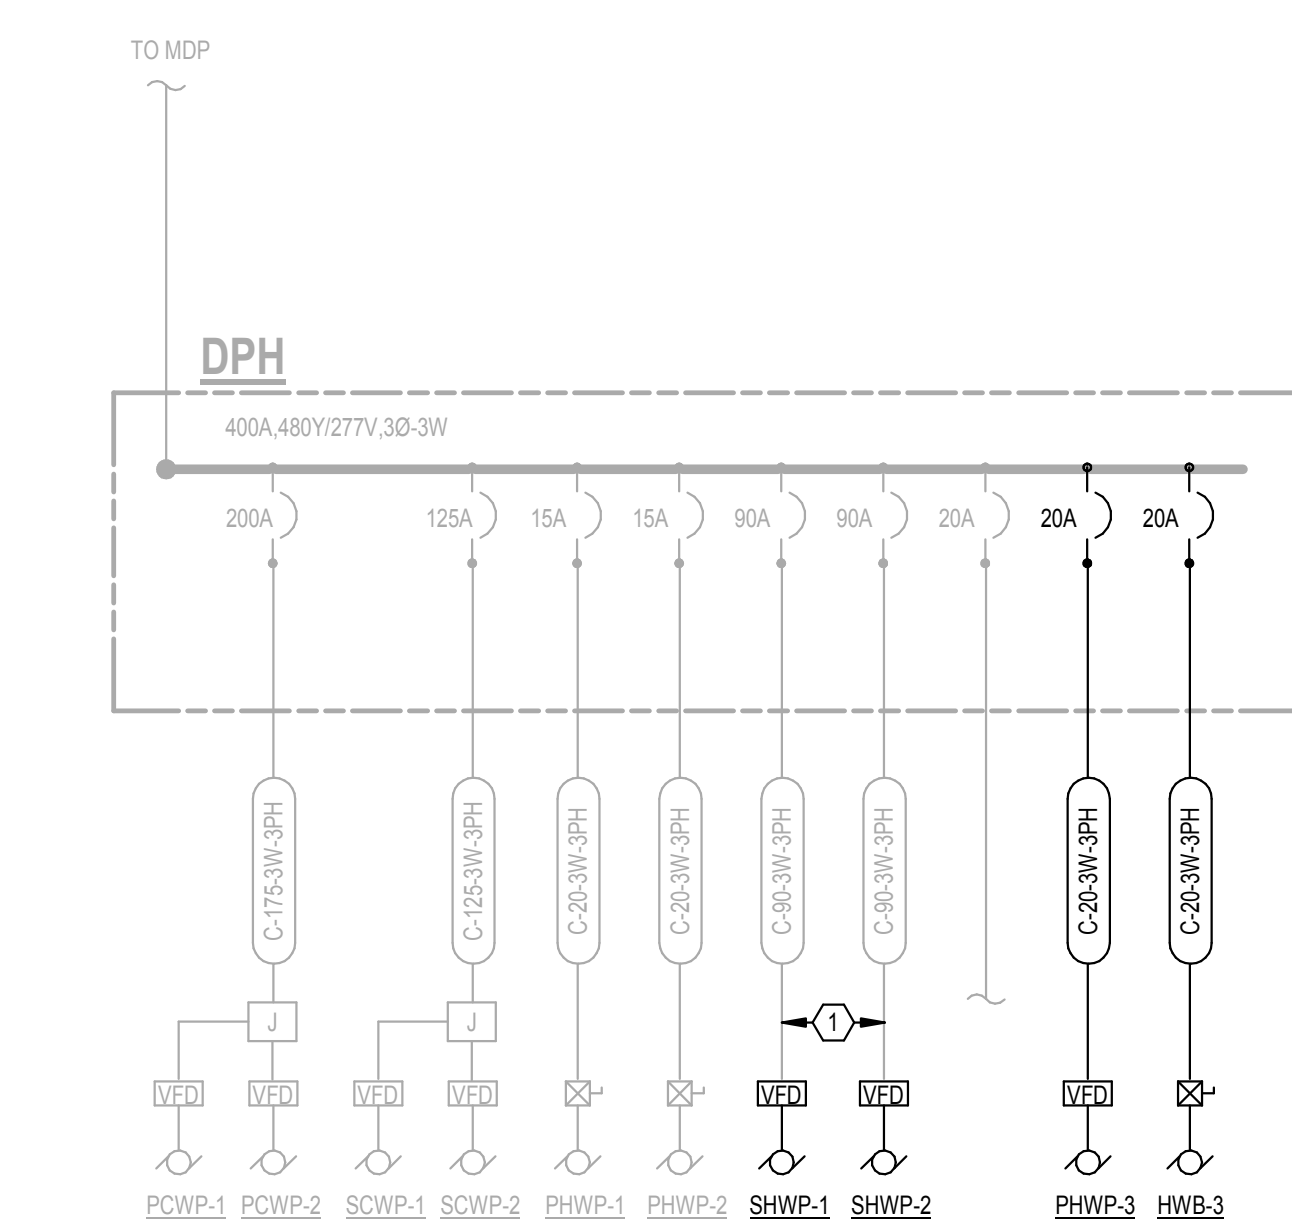 TO MDP
DPH
400A,480Y/277V,3Ø-3W
200A 125A 15A 15A 90A 90A 20A 20A 20A
C-175-3W-3PH
C-125-3W-3PH
C-20-3W-3PH
C-20-3W-3PH
C-90-3W-3PH
C-90-3W-3PH
C-20-3W-3PH
C-20-3W-3PH
J J 1
VFD VFD VFD VFD VFD VFD VFD
PCWP-1 PCWP-2 SCWP-1 SCWP-2 PHWP-1 PHWP-2 SHWP-1 SHWP-2 PHWP-3 HWB-3